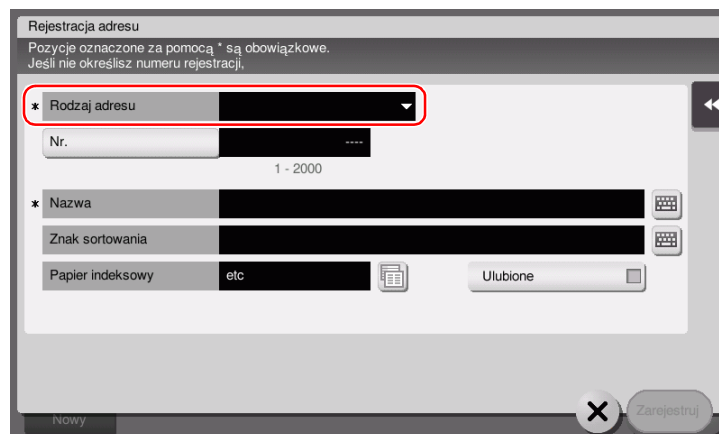 Rejestracja adresu
Pozycje oznaczone za pomocą * są obowiązkowe.
Jeśli nie określisz numeru rejestracji,
* Rodzaj adresu
Nr. ----
1 - 2000
* Nazwa
Znak sortowania
Papier indeksowy etc Ulubione
Zarejestruj
Nowy